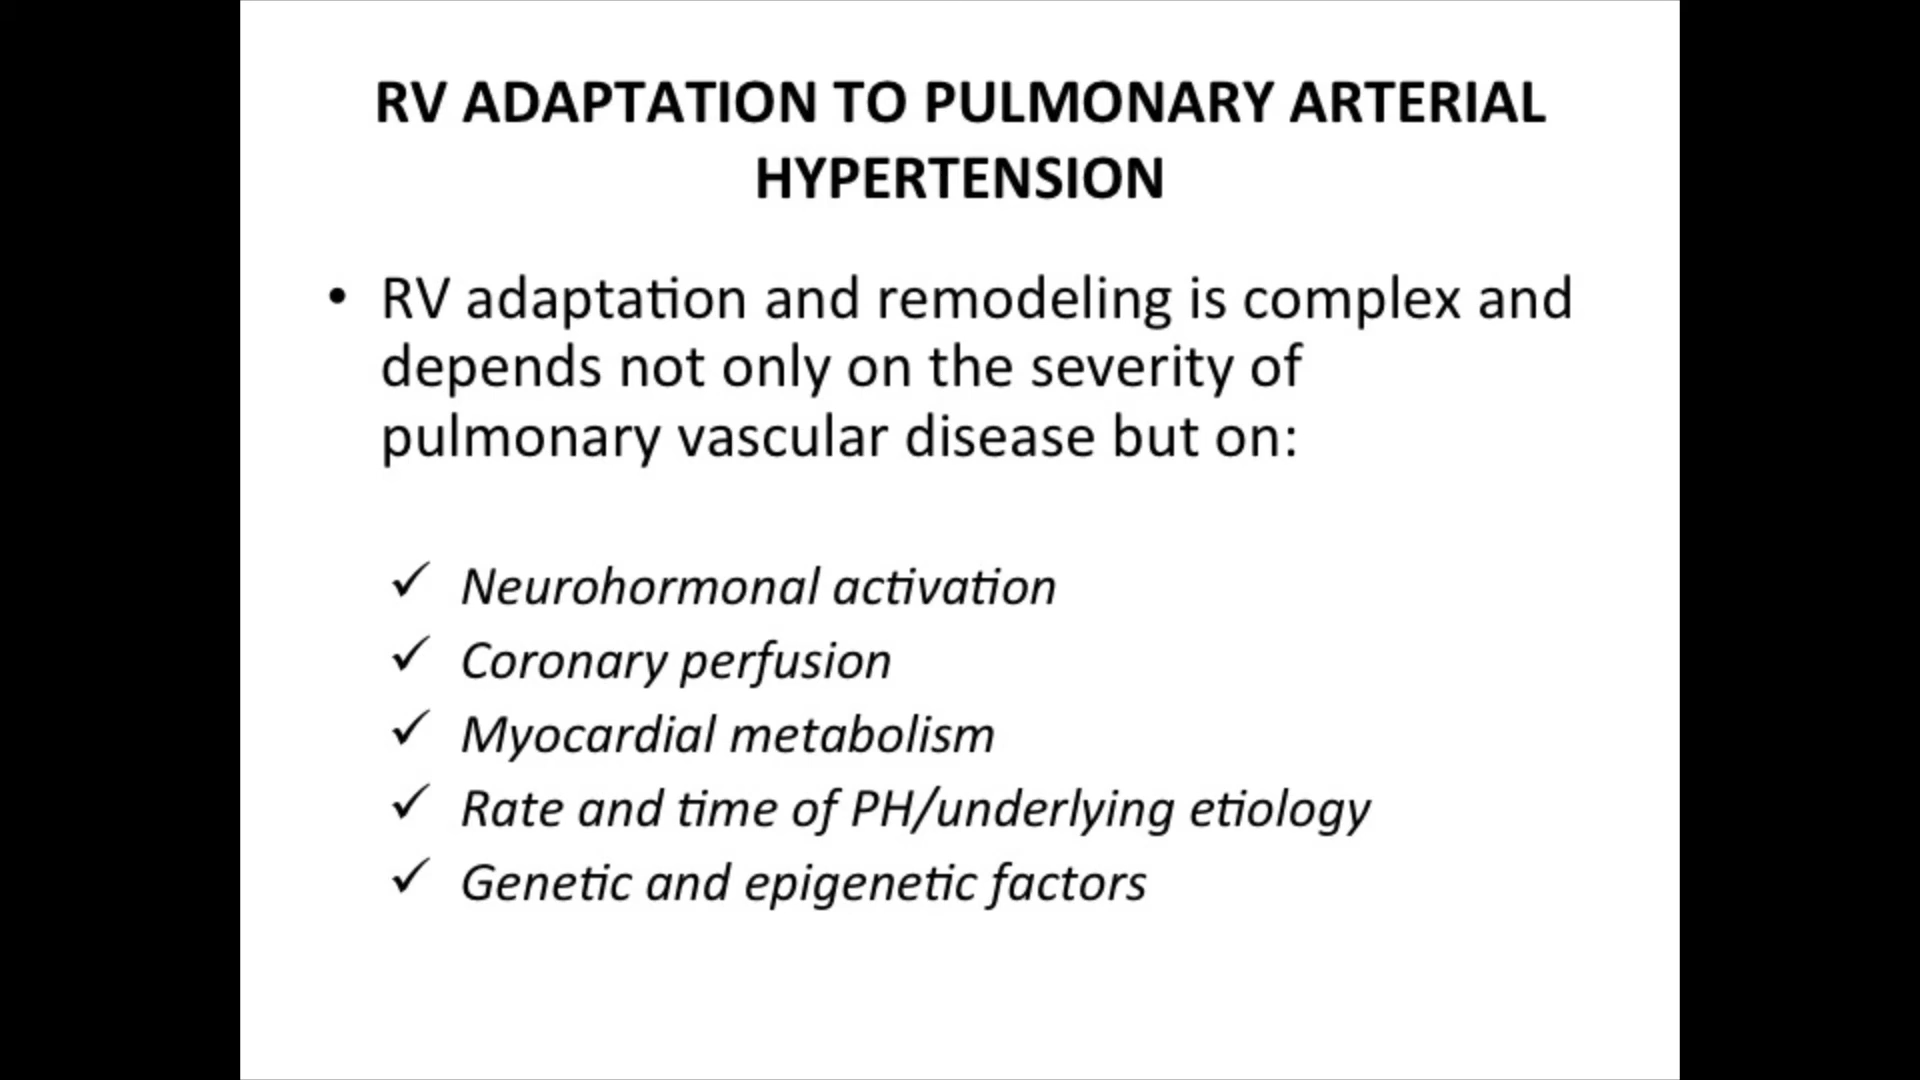 RV ADAPTATION TO PULMONARY ARTERIAL
HYPERTENSION
• RV adaptation and remodeling is complex and
depends not only on the severity of
pulmonary vascular disease but on:
✓ Neurohormonal activation
✓ Coronary perfusion
✓ Myocardial metabolism
✓ Rate and time of PH/underlying etiology
✓ Genetic and epigenetic factors